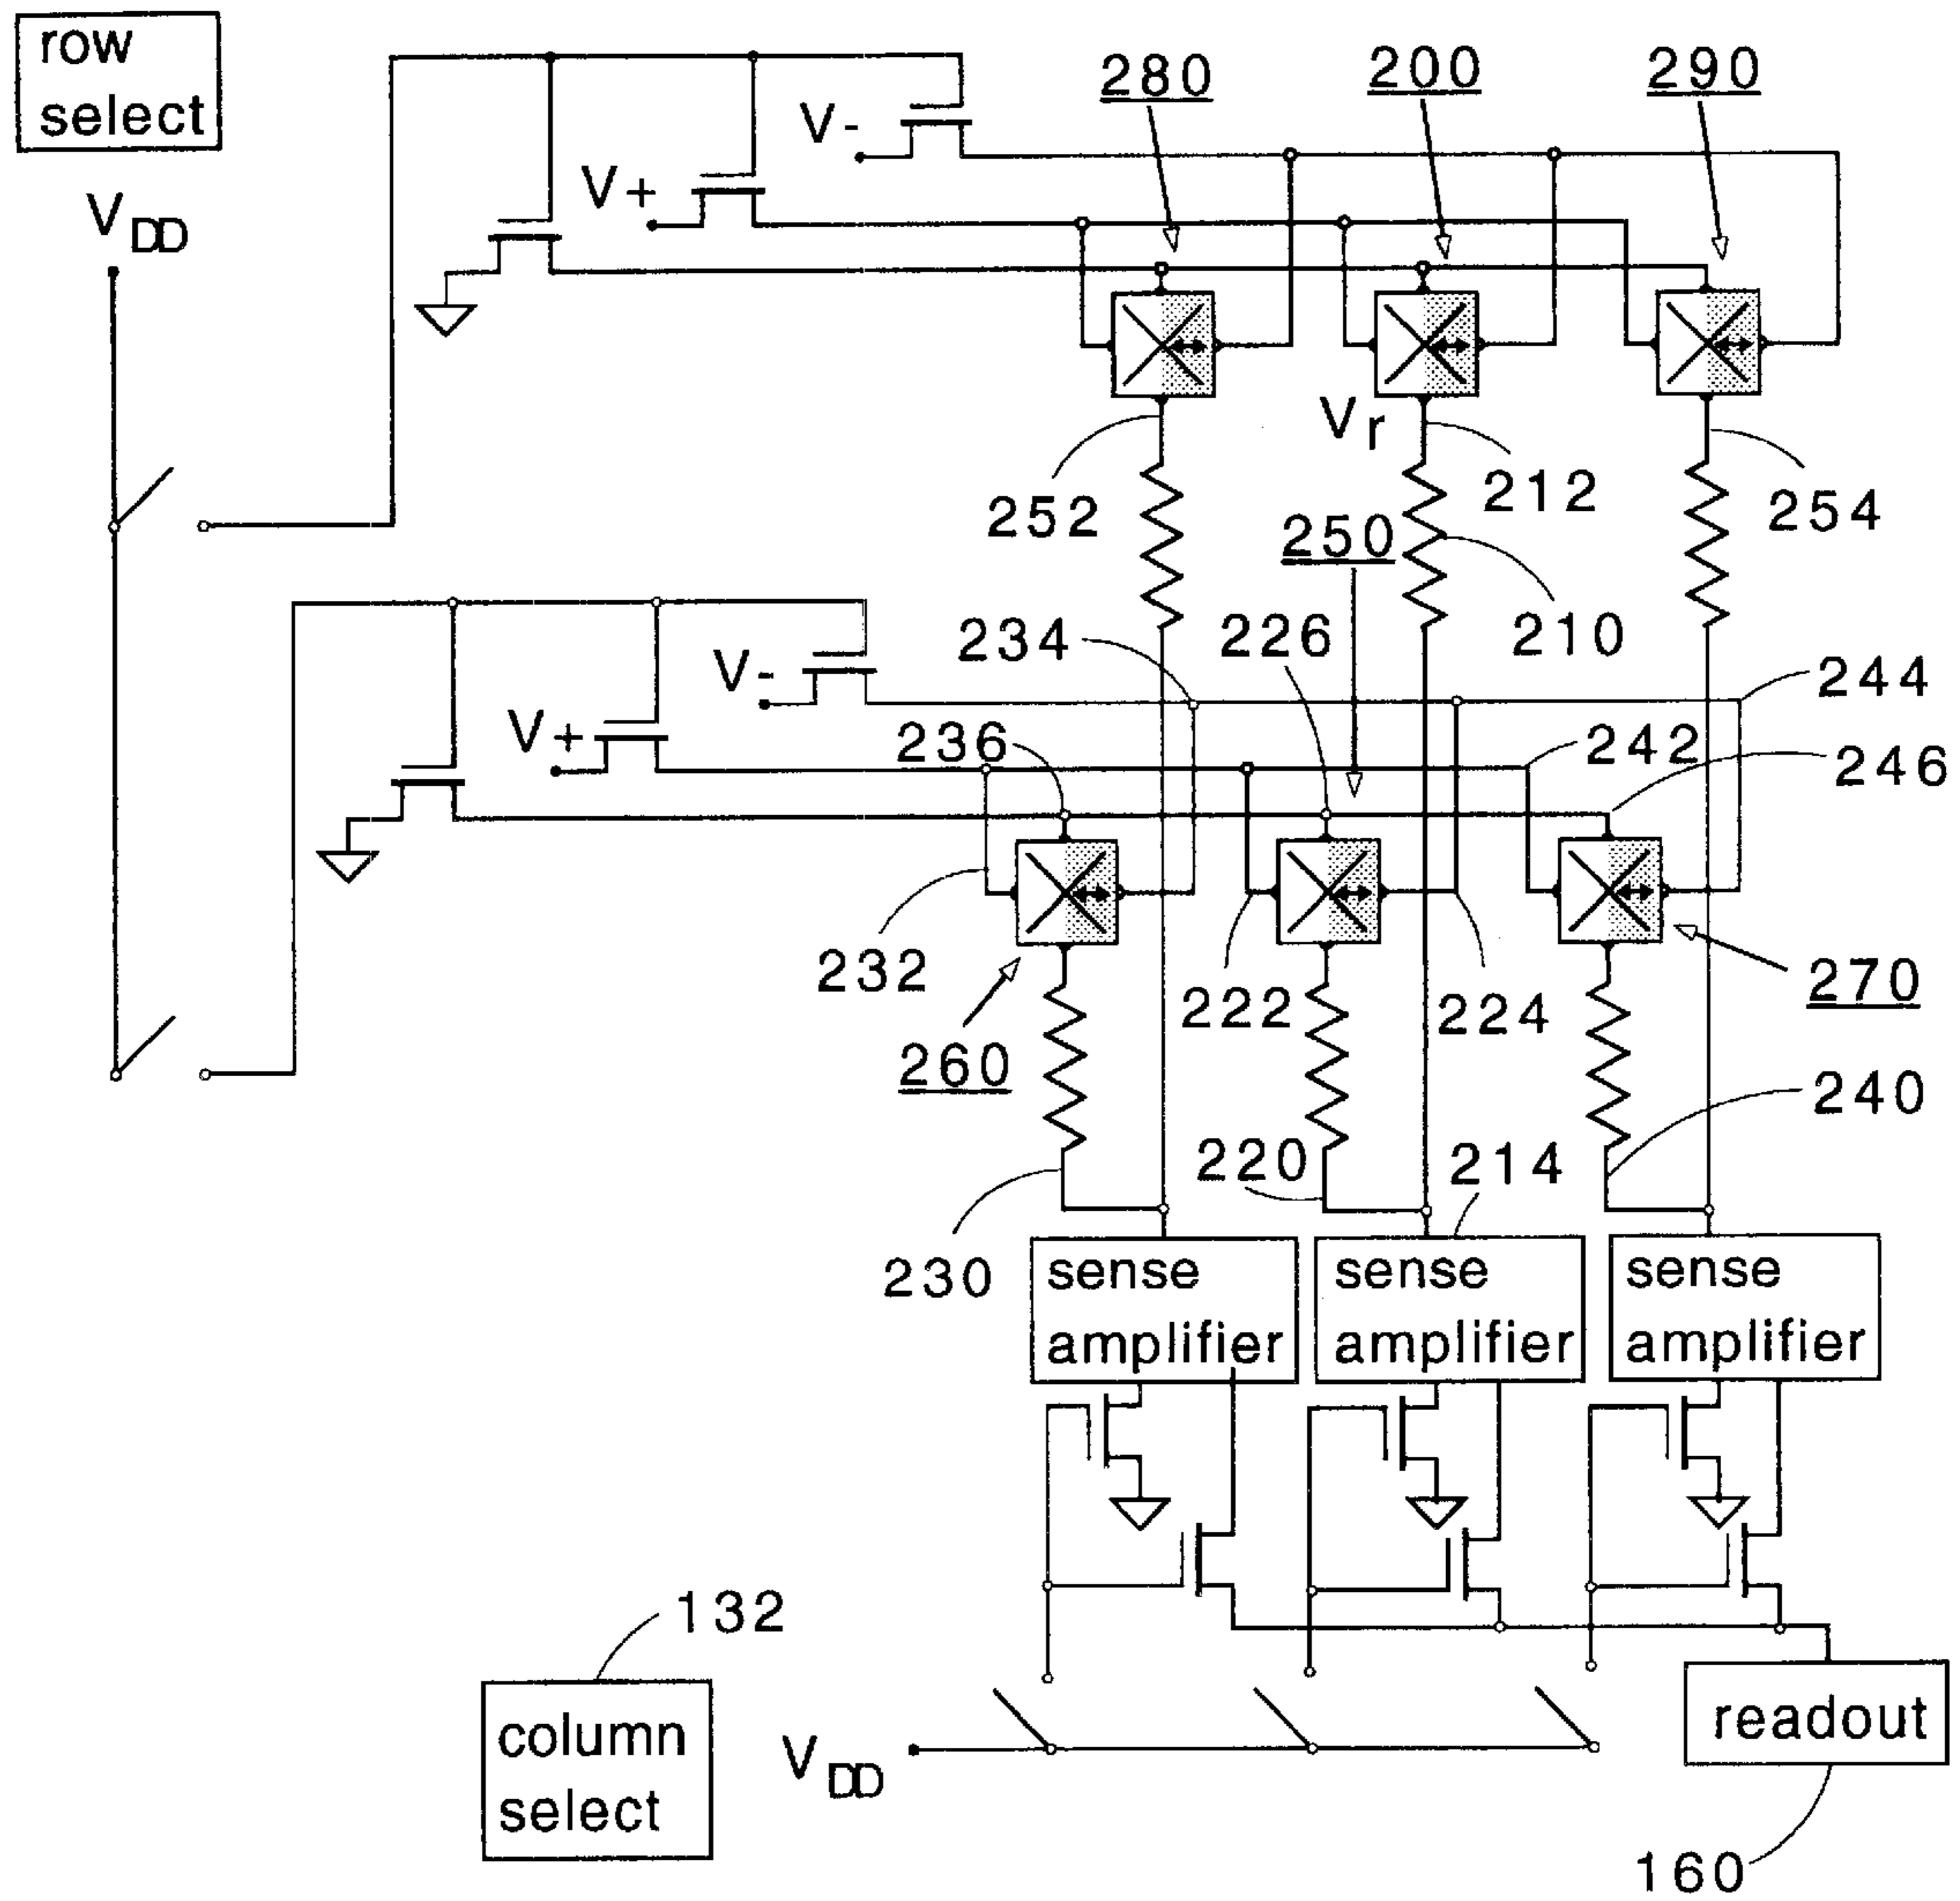 row
select
280
200
290
V-
V+
VDD
Vr
252
212
254
250
210
234
226
244
V-
V+
236
242
246
232
222
224
270
260
240
220
214
230
sense
amplifier
sense
amplifier
sense
amplifier
132
column
select
VDD
readout
160